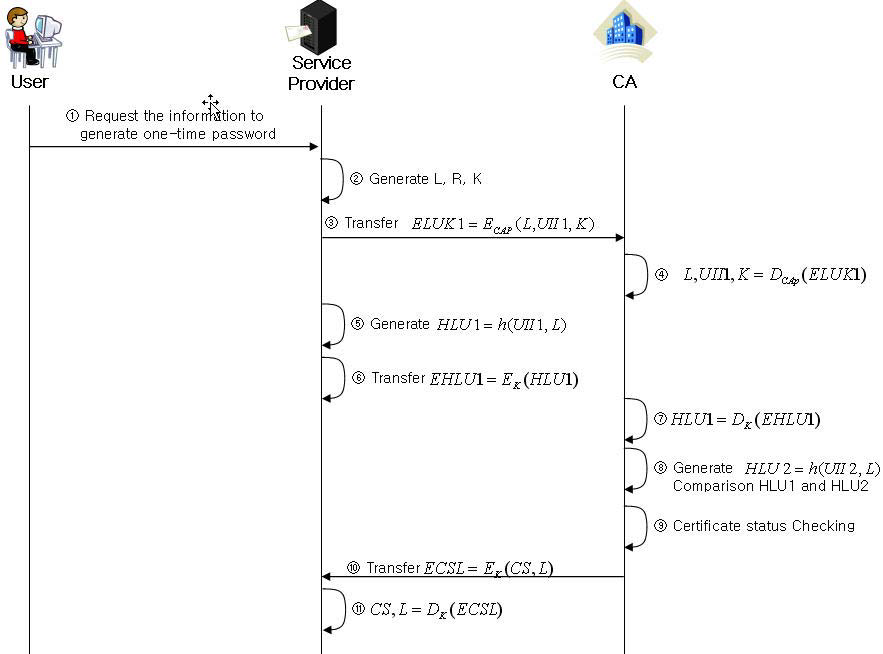 User
Service
Provider
CA
① Request the information to
generate one-time password
② Generate L, R, K
③ Transfer ELUK1 = E_CAP (L,UII1, K)
④ L,UII1, K = D_CAp (ELUK1)
⑤ Generate HLU1 = h(UII1, L)
⑥ Transfer EHLU1 = E_K (HLU1)
⑦ HLU1 = D_K (EHLU1)
⑧ Generate HLU2 = h(UII2, L)
Comparison HLU1 and HLU2
⑨ Certificate status Checking
⑩ Transfer ECSL = E_K (CS, L)
⑪ CS, L = D_K (ECSL)